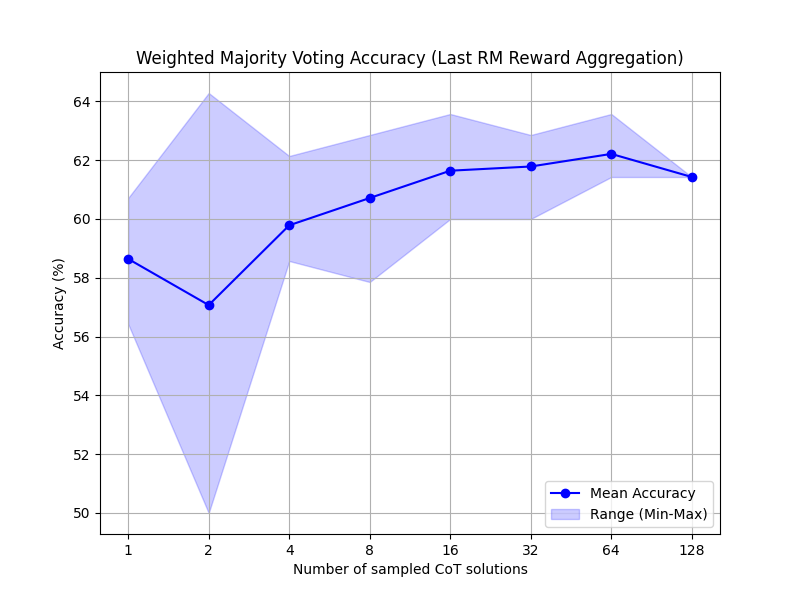 Weighted Majority Voting Accuracy (Last RM Reward Aggregation)
64
62
60
58
56
54
52
50
Accuracy (%)
Mean Accuracy
Range (Min-Max)
1 2 4 8 16 32 64 128
Number of sampled CoT solutions